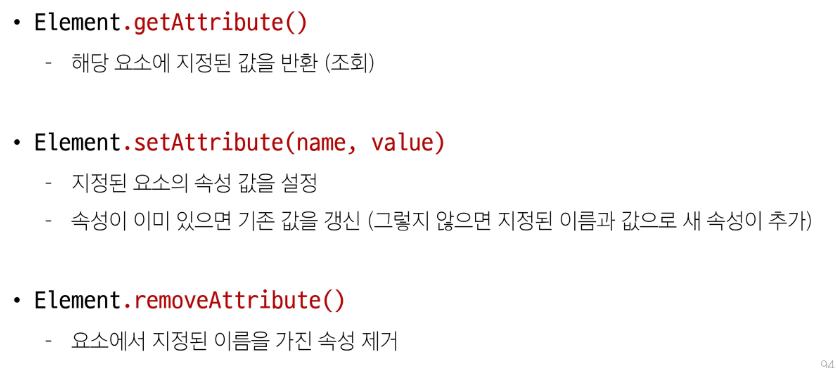 • Element.getAttribute()
- 해당 요소에 지정된 값을 반환 (조회)
• Element.setAttribute(name, value)
- 지정된 요소의 속성 값을 설정
- 속성이 이미 있으면 기존 값을 갱신 (그렇지 않으면 지정된 이름과 값으로 새 속성이 추가)
• Element.removeAttribute()
- 요소에서 지정된 이름을 가진 속성 제거
94